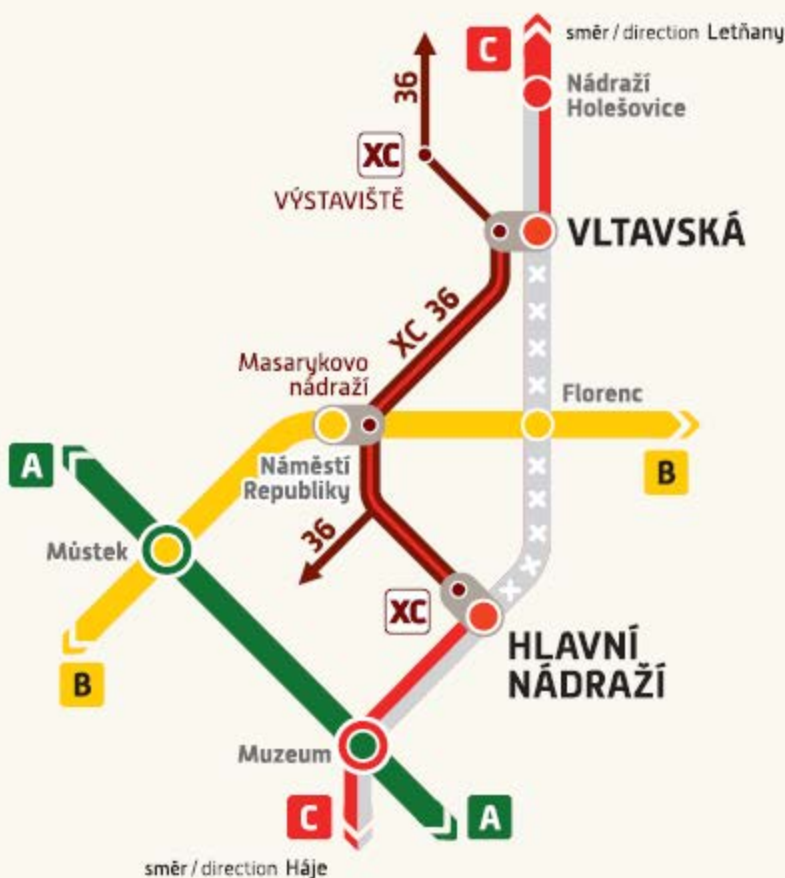 směr / direction Letňany
C
36
Nádraží
Holešovice
XC
VÝSTAVIŠTĚ
VLTAVSKÁ
XC 36
Masarykovo
nádraží
Florenc
A
Náměstí
Republiky
B
36
Můstek
XC
HLAVNÍ
NÁDRAŽÍ
B
Muzeum
C
A
směr / direction Háje